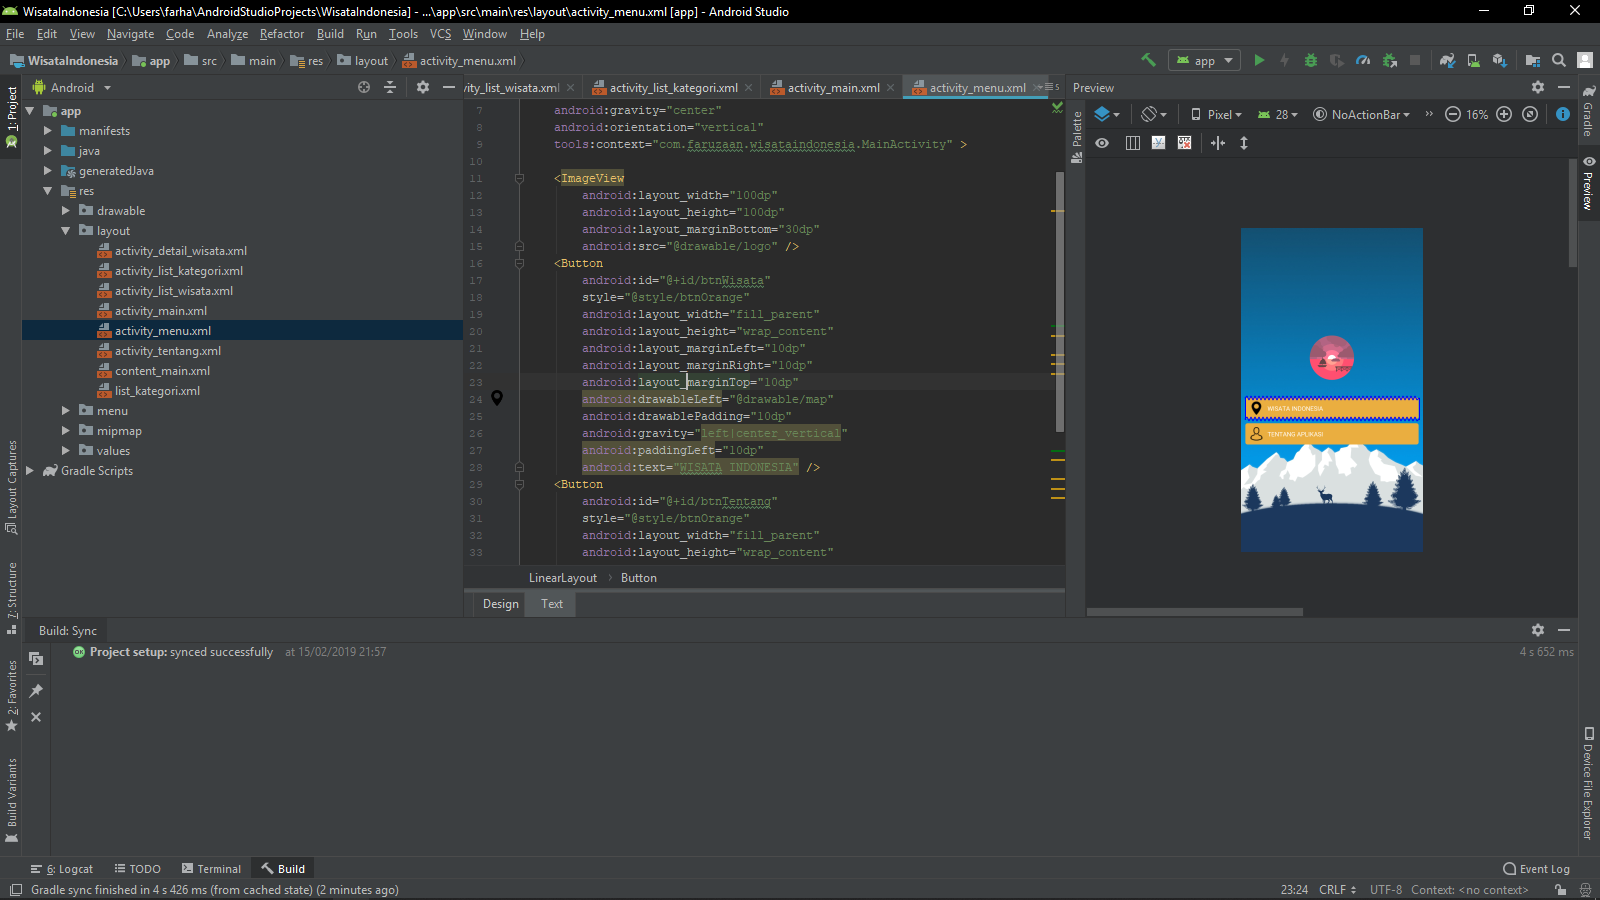 WisataIndonesia [C:\Users\farha\AndroidStudioProjects\WisataIndonesia] - ...\app\src\main\res\layout\activity_menu.xml [app] - Android Studio
File Edit View Navigate Code Analyze Refactor Build Run Tools VCS Window Help
WisataIndonesia app src main res layout activity_menu.xml app
1: Project
Android
app
manifests
java
generatedJava
res
drawable
layout
activity_detail_wisata.xml
activity_list_kategori.xml
activity_list_wisata.xml
activity_main.xml
activity_menu.xml
activity_tentang.xml
content_main.xml
list_kategori.xml
menu
mipmap
values
Gradle Scripts
Layout Captures
7: Structure
2: Favorites
Build Variants
vity_list_wisata.xml activity_list_kategori.xml activity_main.xml activity_menu.xml
7 android:gravity="center"
8 android:orientation="vertical"
9 tools:context="com.faruzaan.wisataindonesia.MainActivity" >
10
11 <ImageView
12 android:layout_width="100dp"
13 android:layout_height="100dp"
14 android:layout_marginBottom="30dp"
15 android:src="@drawable/logo" />
16 <Button
17 android:id="@+id/btnWisata"
18 style="@style/btnOrange"
19 android:layout_width="fill_parent"
20 android:layout_height="wrap_content"
21 android:layout_marginLeft="10dp"
22 android:layout_marginRight="10dp"
23 android:layout_marginTop="10dp"
24 android:drawableLeft="@drawable/map"
25 android:drawablePadding="10dp"
26 android:gravity="left|center_vertical"
27 android:paddingLeft="10dp"
28 android:text="WISATA INDONESIA" />
29 <Button
30 android:id="@+id/btnTentang"
31 style="@style/btnOrange"
32 android:layout_width="fill_parent"
33 android:layout_height="wrap_content"
LinearLayout Button
Design Text
Preview
Palette
Pixel 28 NoActionBar 16%
WISATA INDONESIA
TENTANG APLIKASI
Gradle
Preview
Device File Explorer
Build: Sync
Project setup: synced successfully at 15/02/2019 21:57 4 s 652 ms
6: Logcat TODO Terminal Build Event Log
Gradle sync finished in 4 s 426 ms (from cached state) (2 minutes ago) 23:24 CRLF UTF-8 Context: <no context>